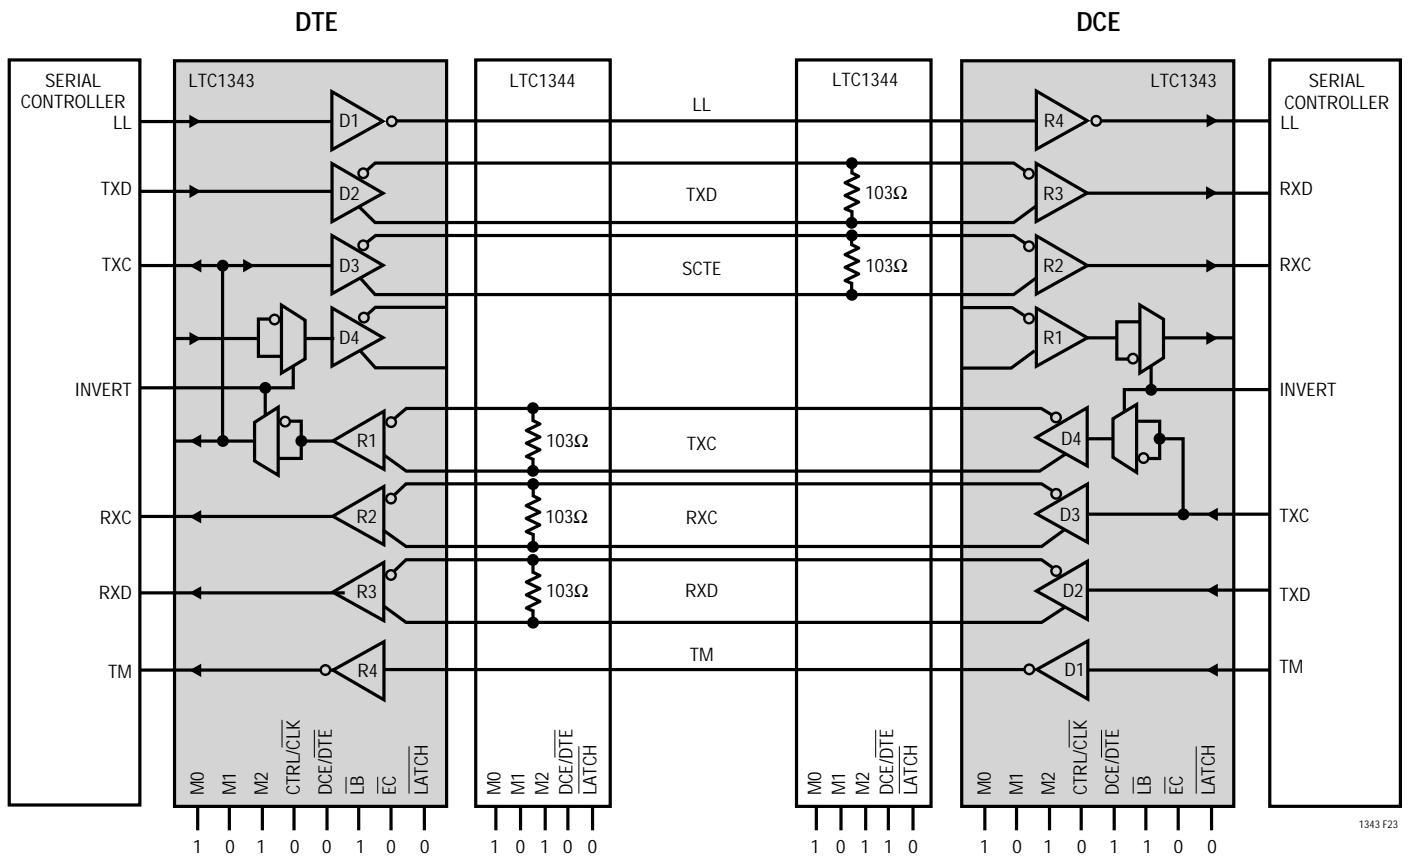 DTE
DCE
SERIAL
CONTROLLER
LTC1343
LTC1344
LTC1344
LTC1343
SERIAL
CONTROLLER
LL
D1
LL
R4
LL
TXD
D2
TXD
103Ω
R3
RXD
TXC
D3
SCTE
103Ω
R2
RXC
D4
R1
INVERT
INVERT
R1
103Ω
TXC
D4
RXC
R2
103Ω
RXC
D3
TXC
RXD
R3
103Ω
RXD
D2
TXD
TM
R4
TM
D1
TM
M0
M1
M2
CTRL/CLK
DCE/DTE
LB
EC
LATCH
M0
M1
M2
DCE/DTE
LATCH
M0
M1
M2
DCE/DTE
LATCH
M0
M1
M2
CTRL/CLK
DCE/DTE
LB
EC
LATCH
1343 F23
1 0 1 0 0 1 0 0
1 0 1 0 0
1 0 1 1 0
1 0 1 0 1 1 0 0